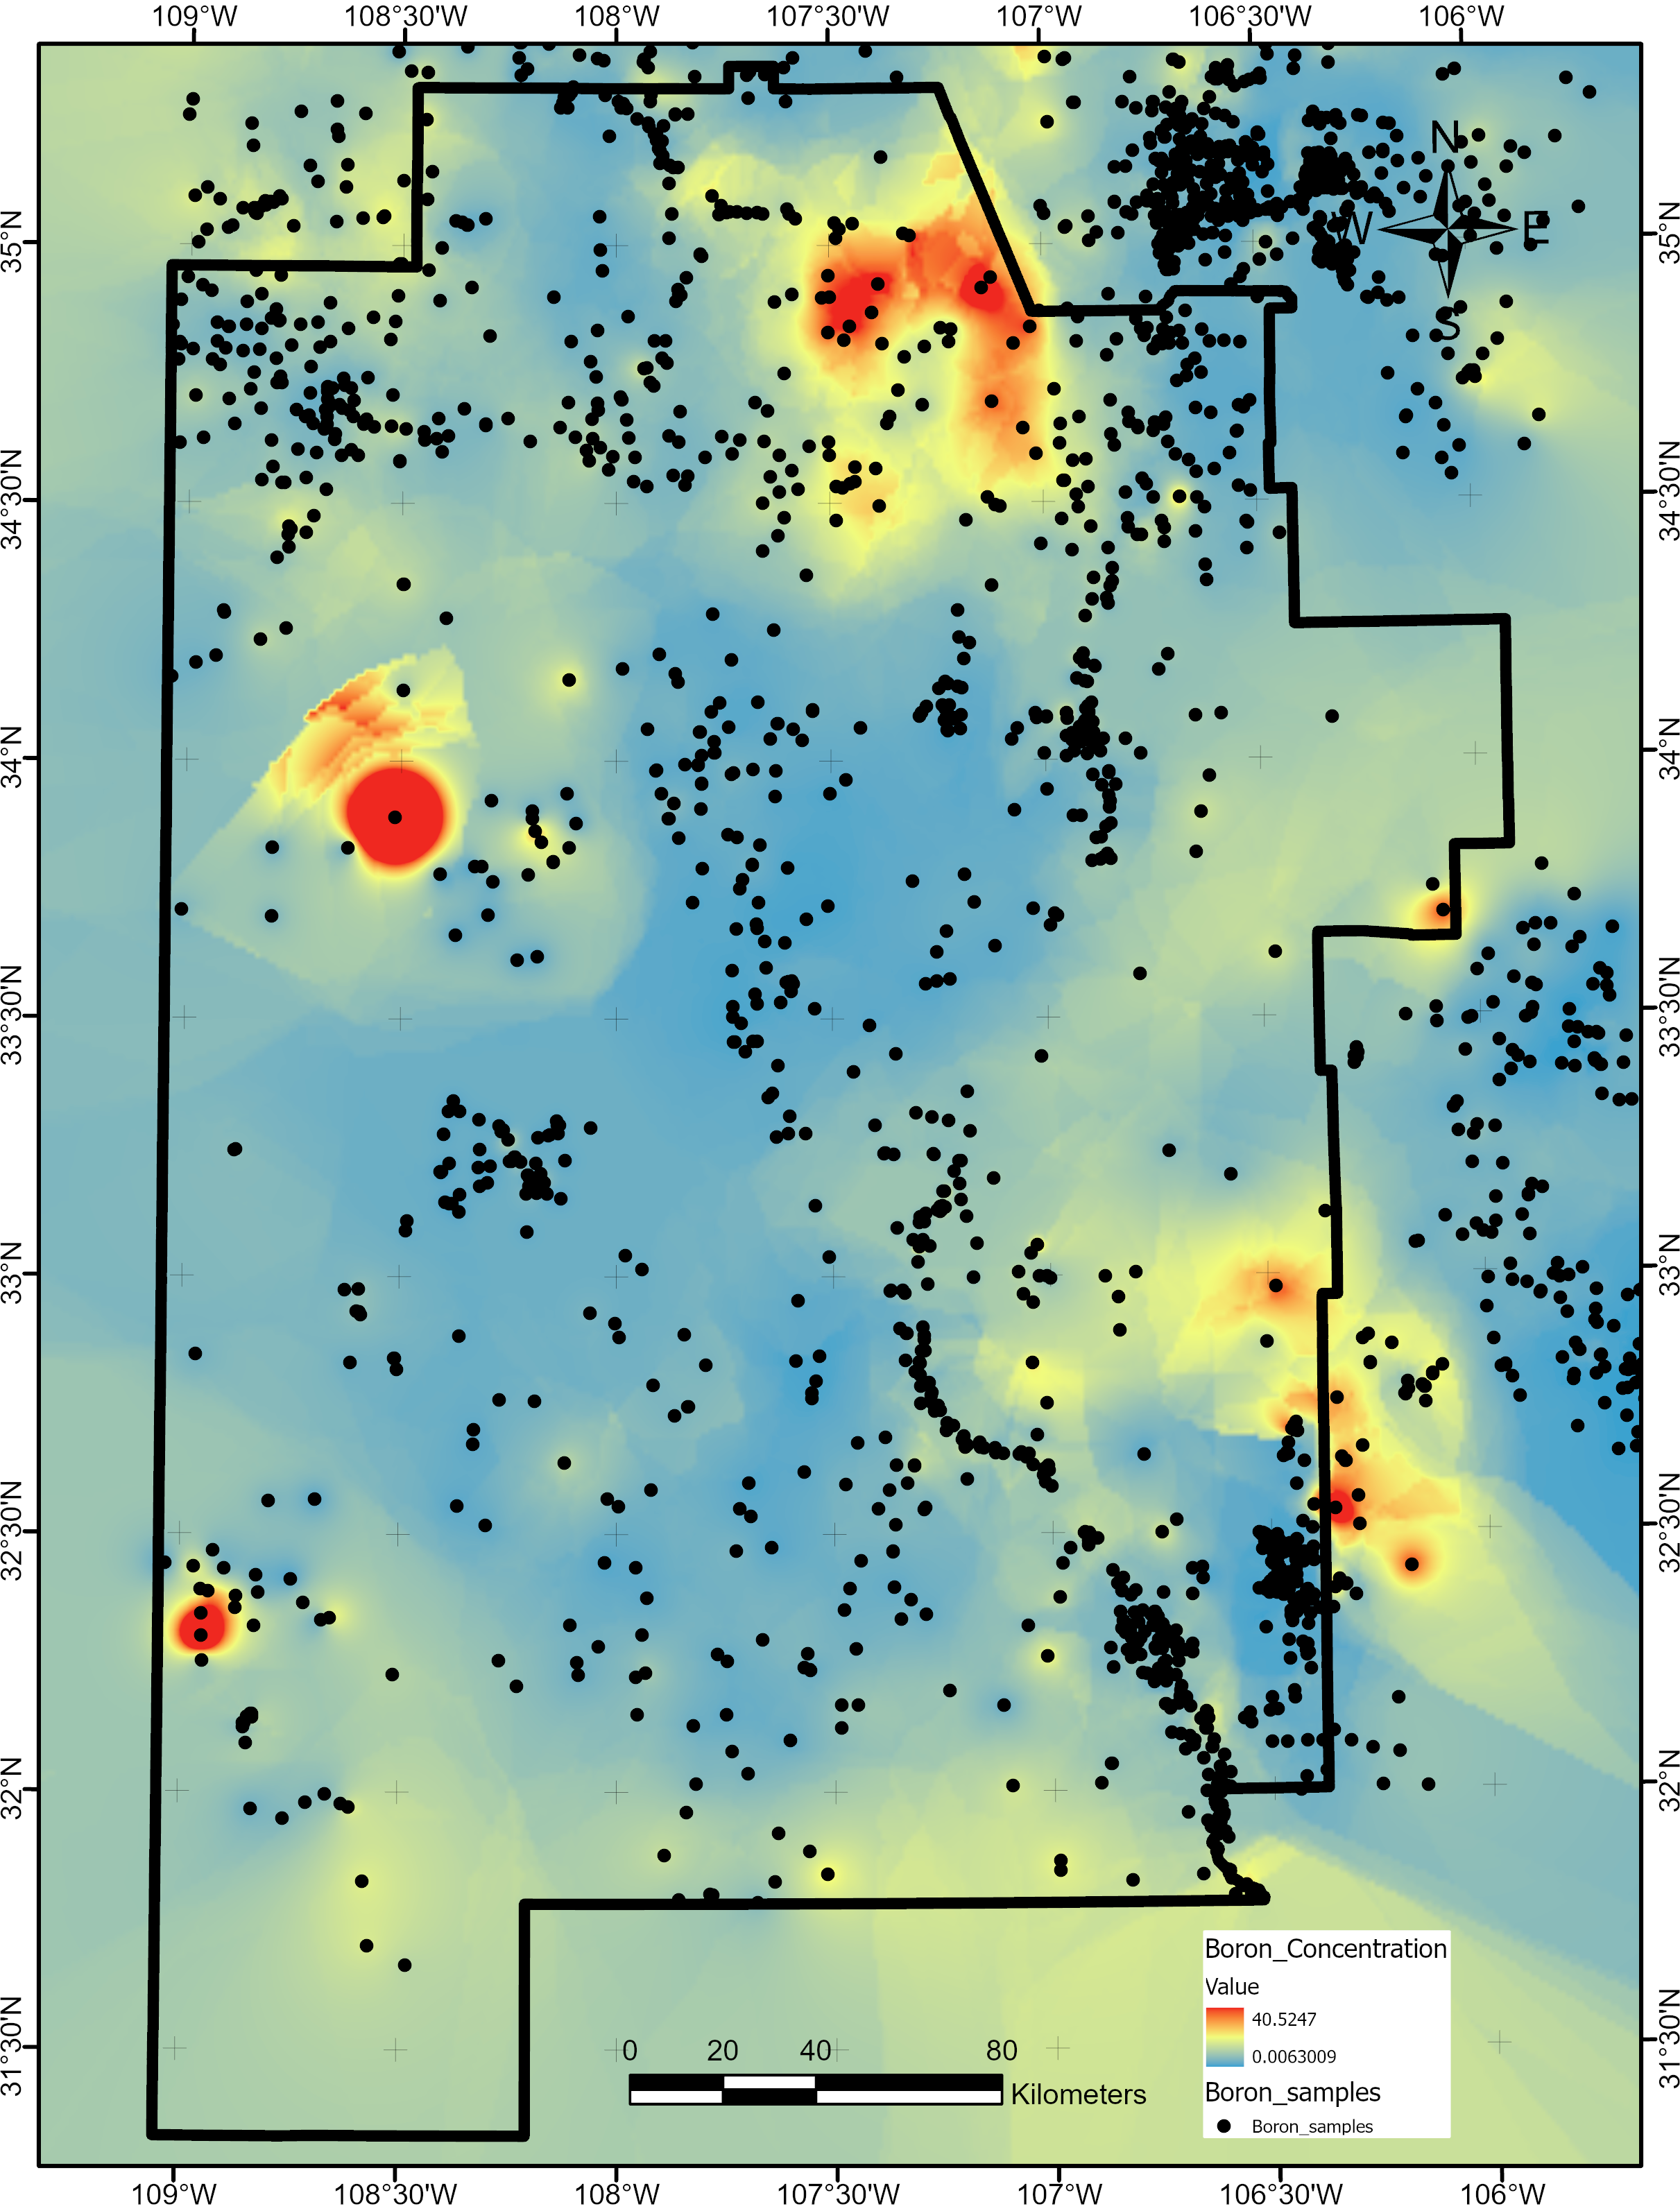 109°W 108°30'W 108°W 107°30'W 107°W 106°30'W 106°W
N
W E
S
35°N 35°N
34°30'N 34°30'N
34°N 34°N
33°30'N 33°30'N
33°N 33°N
32°30'N 32°30'N
32°N 32°N
31°30'N 31°30'N
Boron_Concentration
Value
40.5247
0.0063009
Boron_samples
Boron_samples
0 20 40 80
Kilometers
109°W 108°30'W 108°W 107°30'W 107°W 106°30'W 106°W